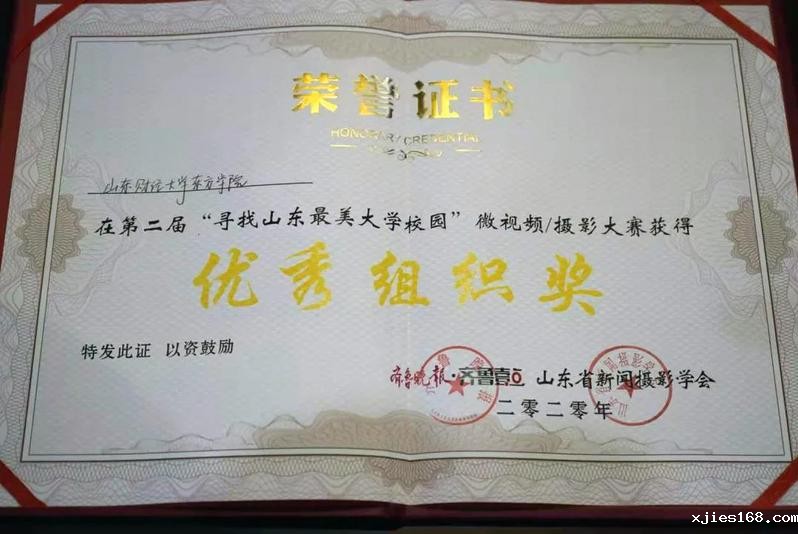 荣誉证书
HONORARY CREDENTIAL
山东财经大学东方学院
在第二届“寻找山东最美大学校园”微视频/摄影大赛获得
优秀组织奖
特发此证 以资鼓励
齐鲁晚报·齐鲁壹点 山东省新闻摄影学会
二零二零年
xjies168.com